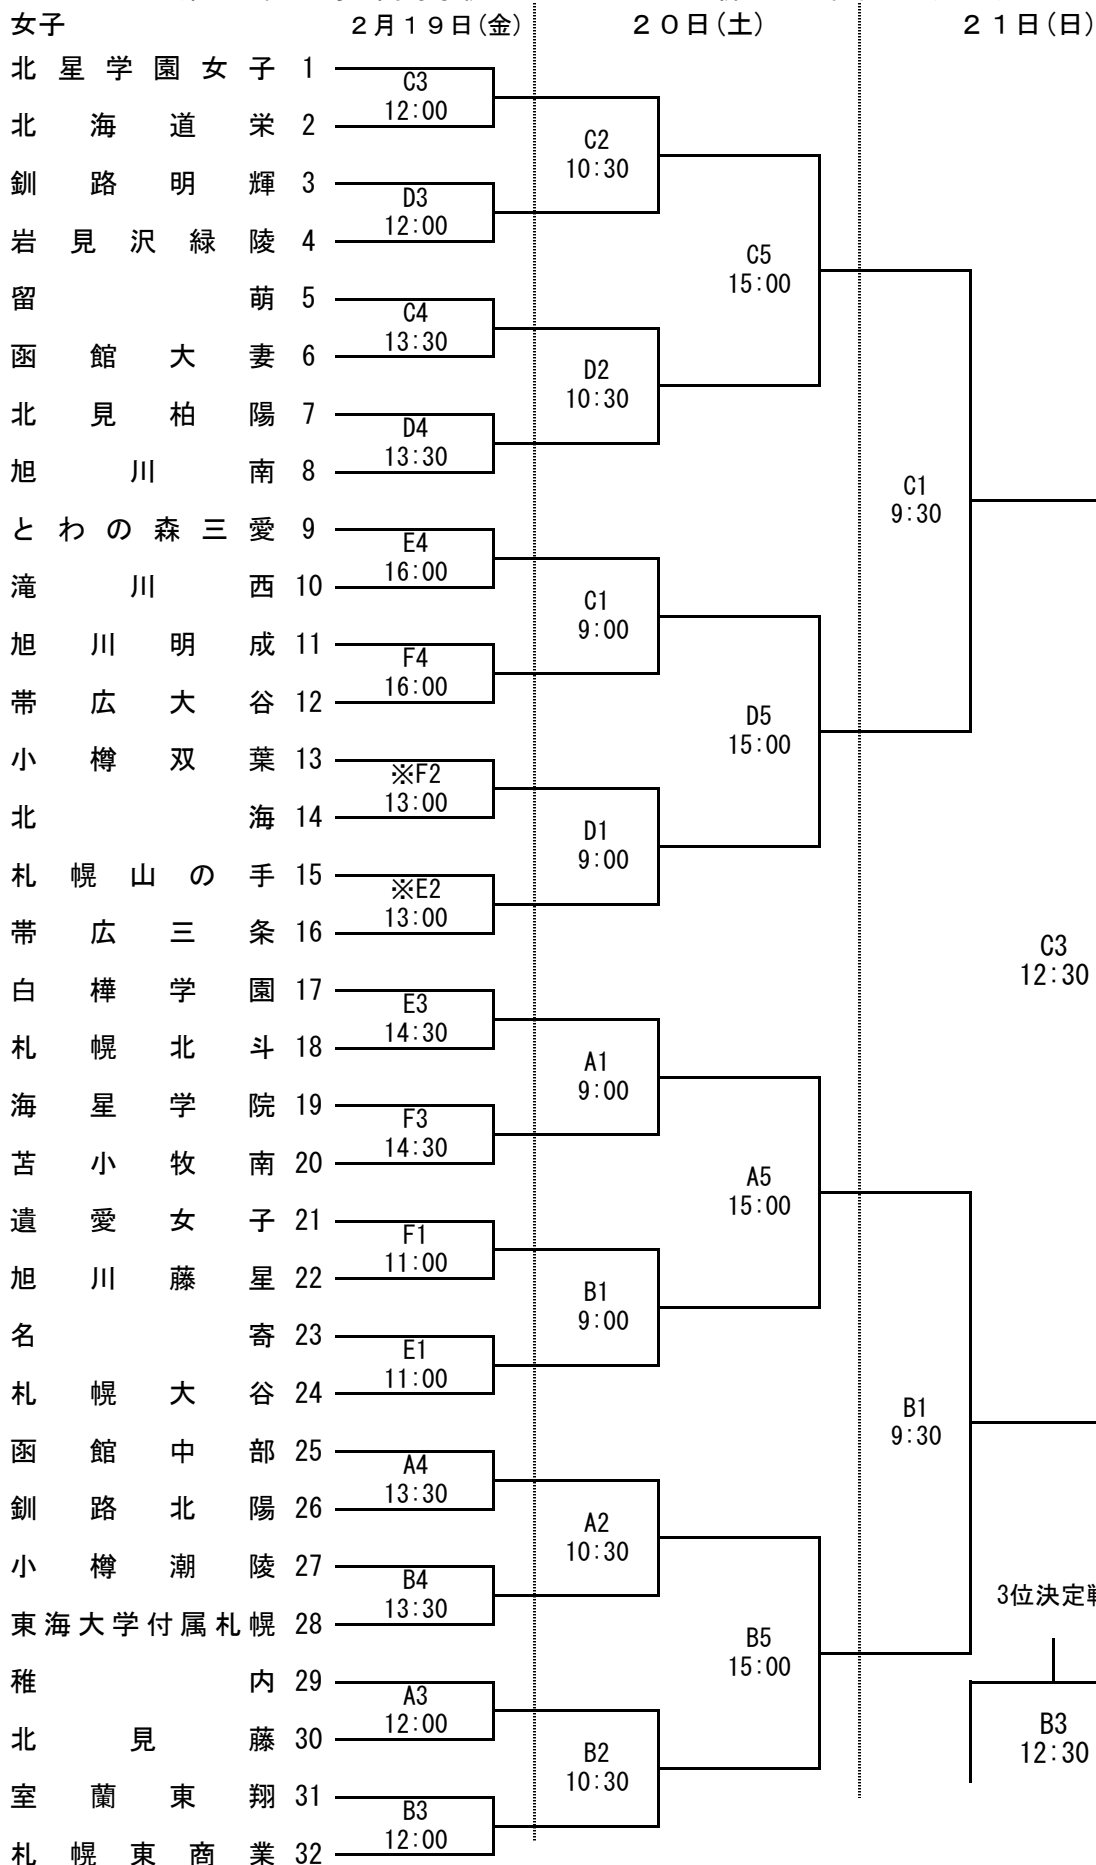 女子 ２月１９日(金) ２０日(土) ２１日(日)
北星学園女子 1
C3
12:00
北海道栄 2
C2
10:30
釧路明輝 3
D3
12:00
岩見沢緑陵 4
C5
15:00
留萌 5
C4
13:30
函館大妻 6
D2
10:30
北見柏陽 7
D4
13:30
旭川南 8
C1
9:30
とわの森三愛 9
E4
16:00
滝川西 10
C1
9:00
旭川明成 11
F4
16:00
帯広大谷 12
D5
15:00
小樽双葉 13
※F2
13:00
北海 14
D1
9:00
札幌山の手 15
※E2
13:00
帯広三条 16
C3
12:30
白樺学園 17
E3
14:30
札幌北斗 18
A1
9:00
海星学院 19
F3
14:30
苫小牧南 20
A5
15:00
遺愛女子 21
F1
11:00
旭川藤星 22
B1
9:00
名寄 23
E1
11:00
札幌大谷 24
B1
9:30
函館中部 25
A4
13:30
釧路北陽 26
A2
10:30
小樽潮陵 27
B4
13:30
3位決定戦
東海大学付属札幌 28
B5
15:00
稚内 29
A3
12:00
北見藤 30
B3
12:30
B2
10:30
室蘭東翔 31
B3
12:00
札幌東商業 32